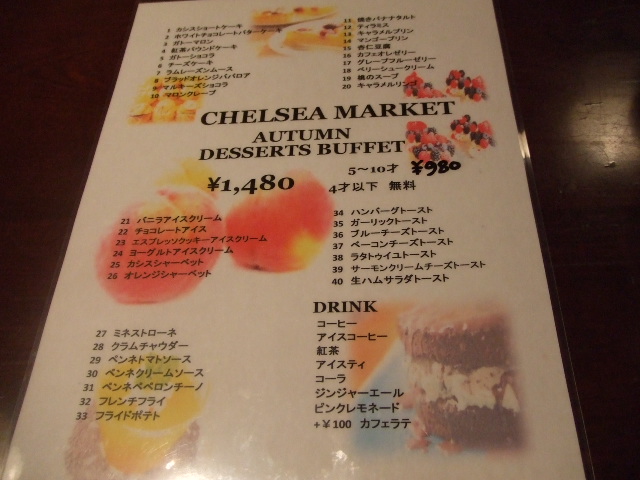 1 カシスショートケーキ
2 ホワイトチョコレートバターケーキ
3 ガトーマロン
4 紅茶パウンドケーキ
5 ガトーショコラ
6 チーズケーキ
7 ラムレーズンムース
8 ブラッドオレンジババロア
9 マルキーズショコラ
10 マロンクレープ
11 焼きバナナタルト
12 ティラミス
13 キャラメルプリン
14 マンゴープリン
15 杏仁豆腐
16 カフェオレゼリー
17 グレープフルーゼリー
18 ベリーシュークリーム
19 桃のスープ
20 キャラメルリンゴ
CHELSEA MARKET
AUTUMN
DESSERTS BUFFET
¥1,480
5～10才 ¥980
4才以下 無料
21 バニラアイスクリーム
22 チョコレートアイス
23 エスプレッソクッキーアイスクリーム
24 ヨーグルトアイスクリーム
25 カシスシャーベット
26 オレンジシャーベット
27 ミネストローネ
28 クラムチャウダー
29 ペンネトマトソース
30 ペンネクリームソース
31 ペンネペペロンチーノ
32 フレンチフライ
33 フライドポテト
34 ハンバーグトースト
35 ガーリックトースト
36 ブルーチーズトースト
37 ベーコンチーズトースト
38 ラタトゥイユトースト
39 サーモンクリームチーズトースト
40 生ハムサラダトースト
DRINK
コーヒー
アイスコーヒー
紅茶
アイスティ
コーラ
ジンジャーエール
ピンクレモネード
+¥100 カフェラテ